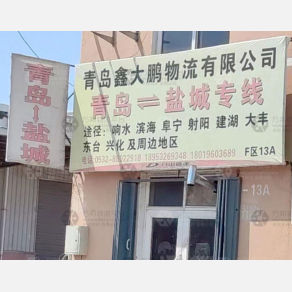 青岛⇌盐城
青岛鑫大鹏物流有限公司
青岛⇌盐城专线
途径：响水 滨海 阜宁 射阳 建湖 大丰
东台 兴化 及周边地区
18953269348 18019603689
F区13A
-13A